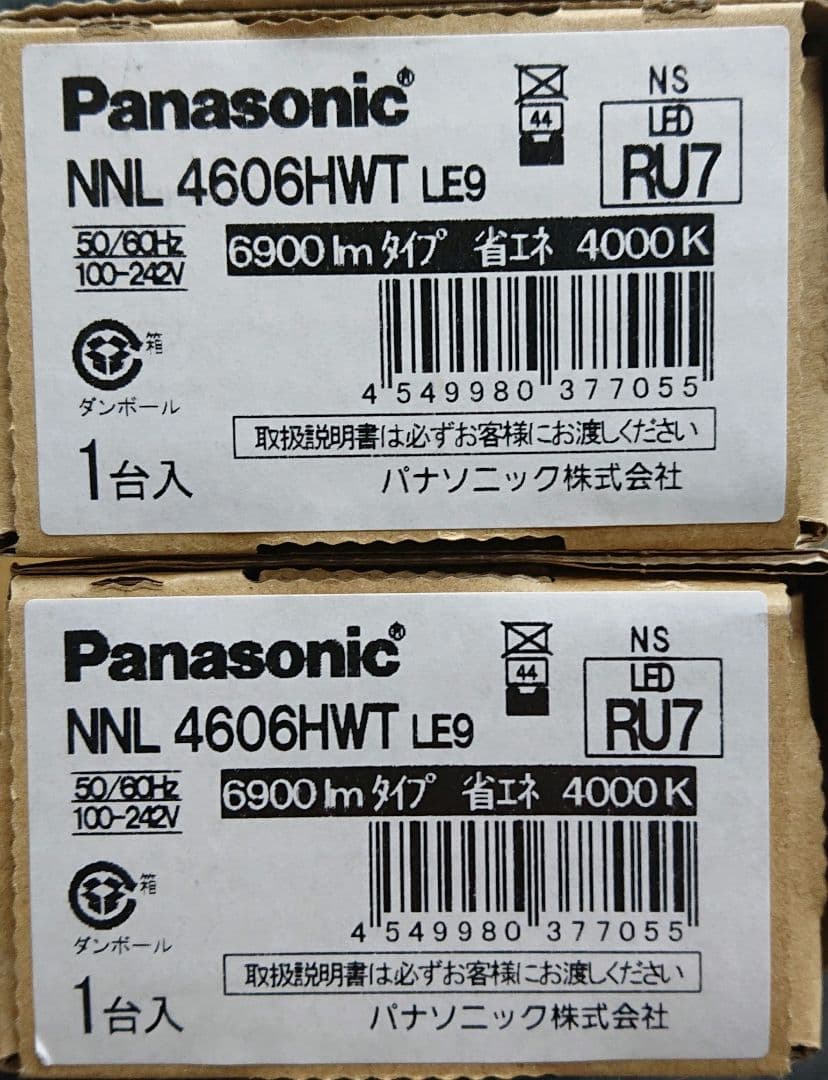 Panasonic®
NNL 4606HWT LE9
44
NS
LED
RU7
50/60Hz
100-242V
6900 lm タイプ 省エネ 4000K
箱
ダンボール
4 549980 377055
取扱説明書は必ずお客様にお渡しください
1台入
パナソニック株式会社
Panasonic®
NNL 4606HWT LE9
44
NS
LED
RU7
50/60Hz
100-242V
6900 lm タイプ 省エネ 4000K
箱
ダンボール
4 549980 377055
取扱説明書は必ずお客様にお渡しください
1台入
パナソニック株式会社